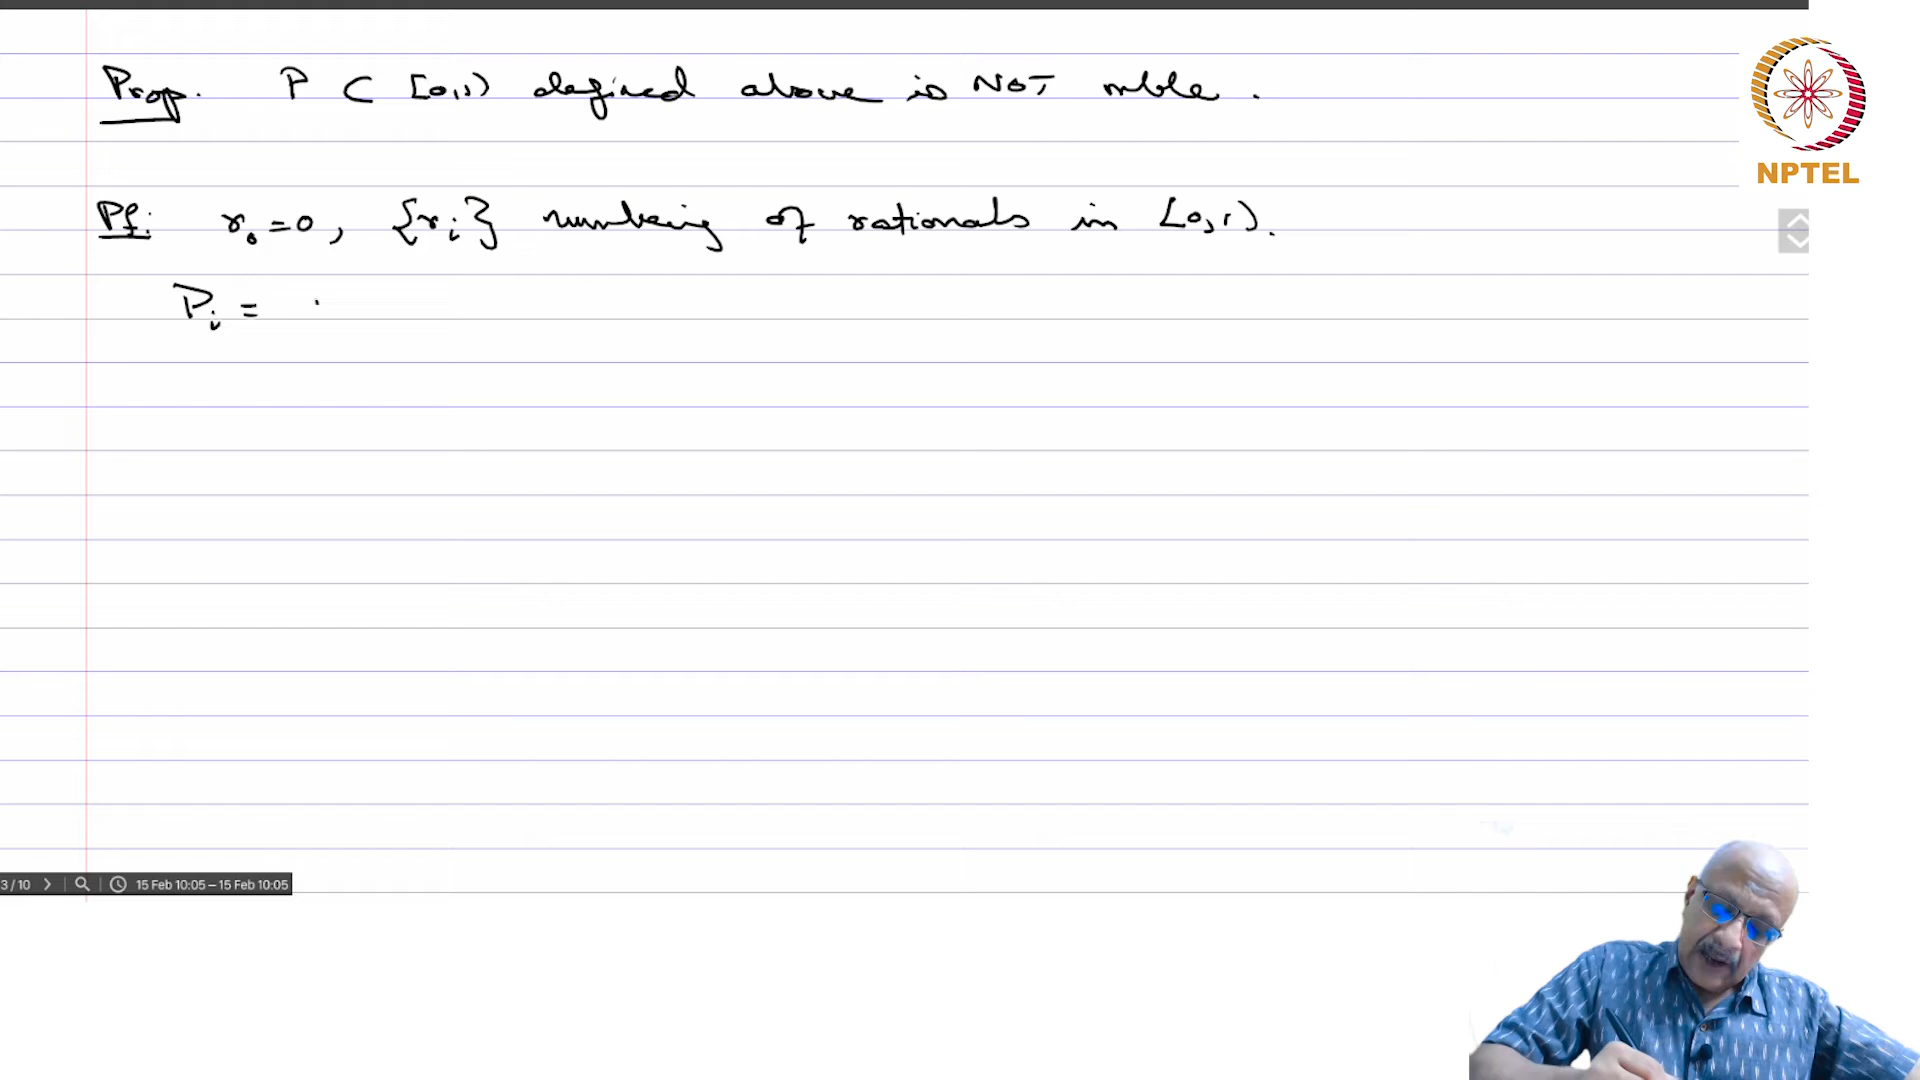 Prop. P ⊂ [0,1) defined above is NOT mble.
NPTEL
Pf: r₀ = 0, {rᵢ} numbering of rationals in [0,1).
Pᵢ =
3 / 10 15 Feb 10:05 – 15 Feb 10:05